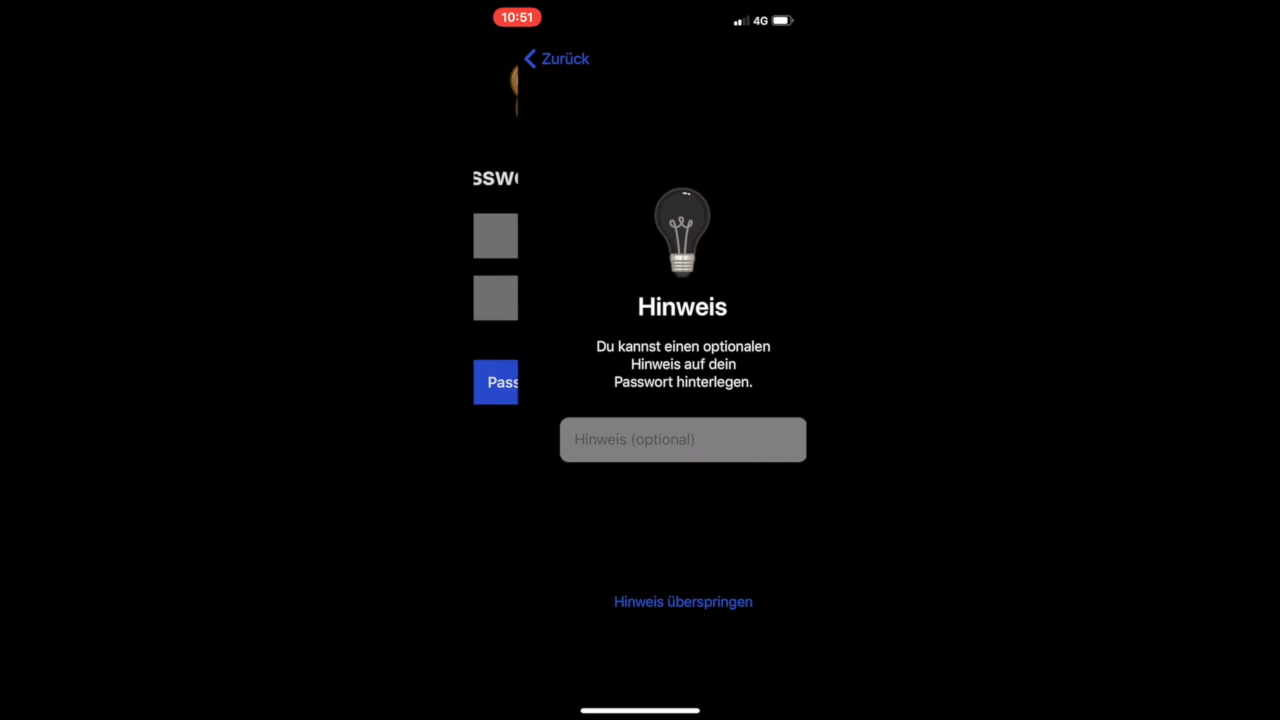 10:51
4G
Zurück
Hinweis
Du kannst einen optionalen
Hinweis auf dein
Passwort hinterlegen.
Hinweis (optional)
Pass
Hinweis überspringen